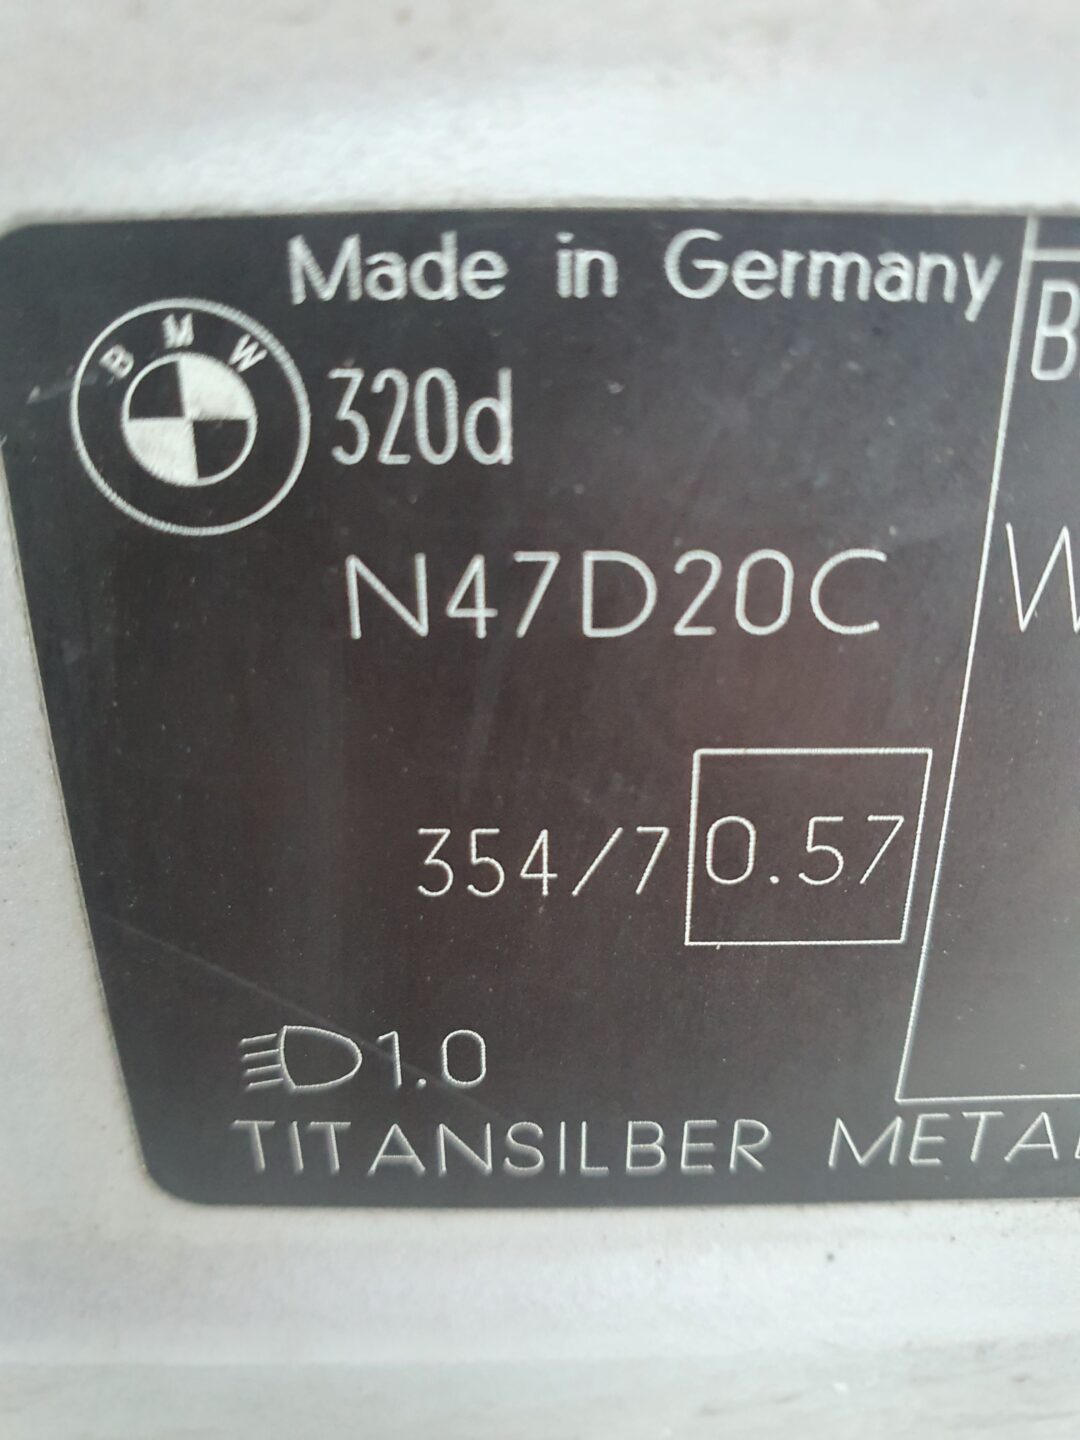 Made in Germany
BMW
320d
N47D20C
354/7 0.57
1.0
TITANSILBER